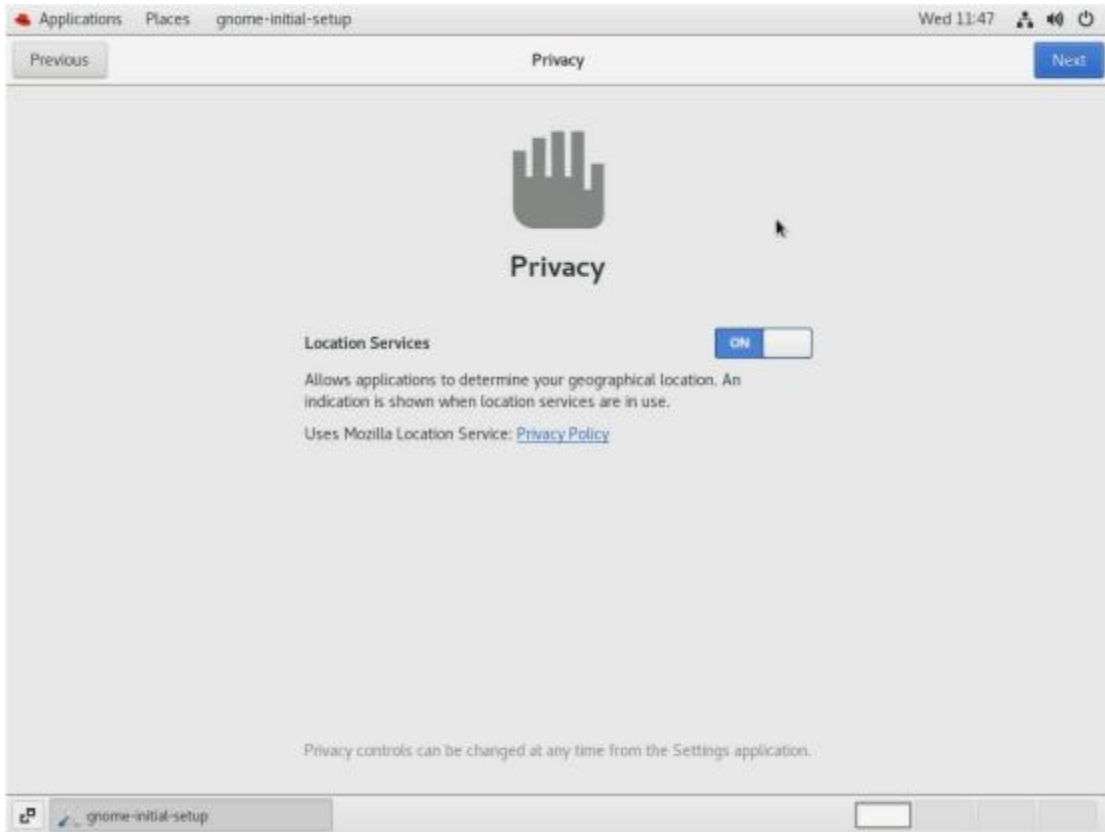 Applications Places gnome-initial-setup Wed 11:47
Previous Privacy Next
Privacy
Location Services ON
Allows applications to determine your geographical location. An
indication is shown when location services are in use.
Uses Mozilla Location Service: Privacy Policy
Privacy controls can be changed at any time from the Settings application.
gnome-initial-setup